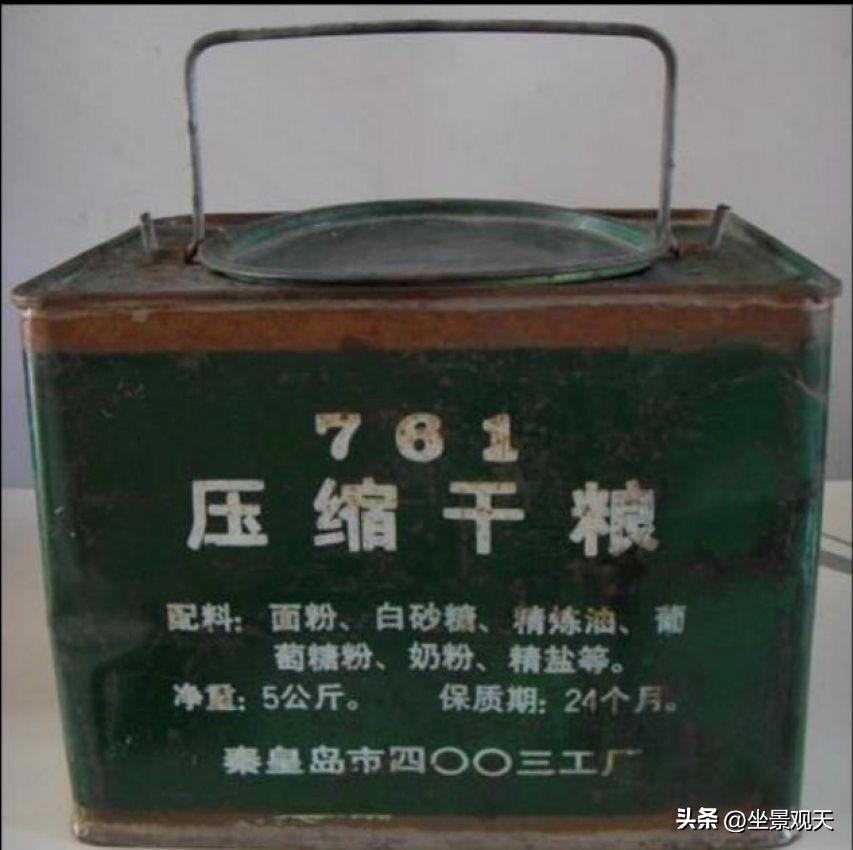 761
压缩干粮
配料：面粉、白砂糖、精炼油、葡
萄糖粉、奶粉、精盐等。
净重：5公斤。 保质期：24个月。
秦皇岛市四〇〇三工厂
头条 @坐景观天